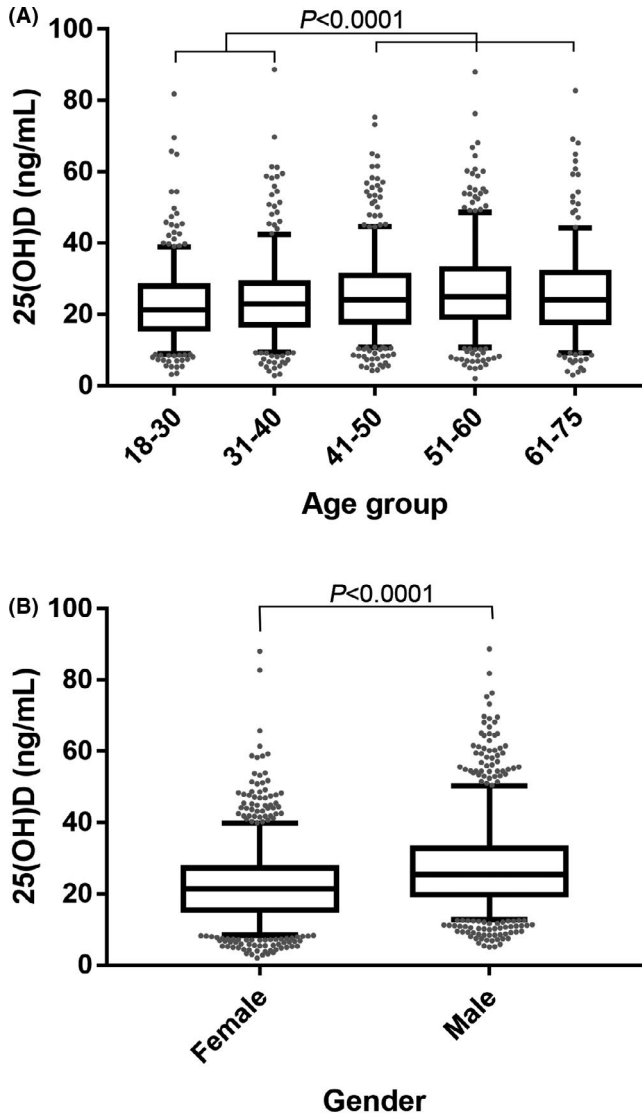 (A)
P<0.0001
100
80
60
40
20
0
25(OH)D (ng/mL)
18-30
31-40
41-50
51-60
61-75
Age group
(B)
P<0.0001
100
80
60
40
20
0
25(OH)D (ng/mL)
Female
Male
Gender